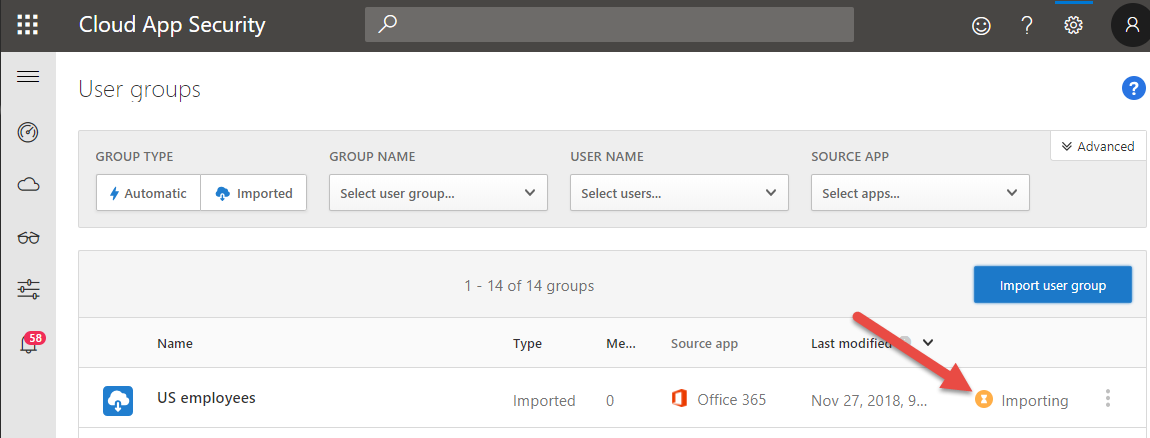 Cloud App Security
?
User groups
?
Advanced
GROUP TYPE GROUP NAME USER NAME SOURCE APP
Automatic Imported Select user group... Select users... Select apps...
1 - 14 of 14 groups
Import user group
58
Name Type Me... Source app Last modified
US employees Imported 0 Office 365 Nov 27, 2018, 9... Importing